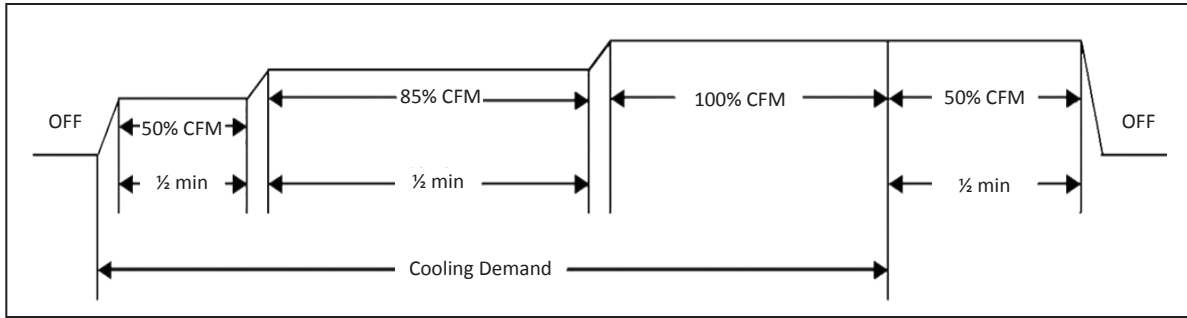 OFF
50% CFM
85% CFM
100% CFM
50% CFM
OFF
½ min
½ min
½ min
Cooling Demand